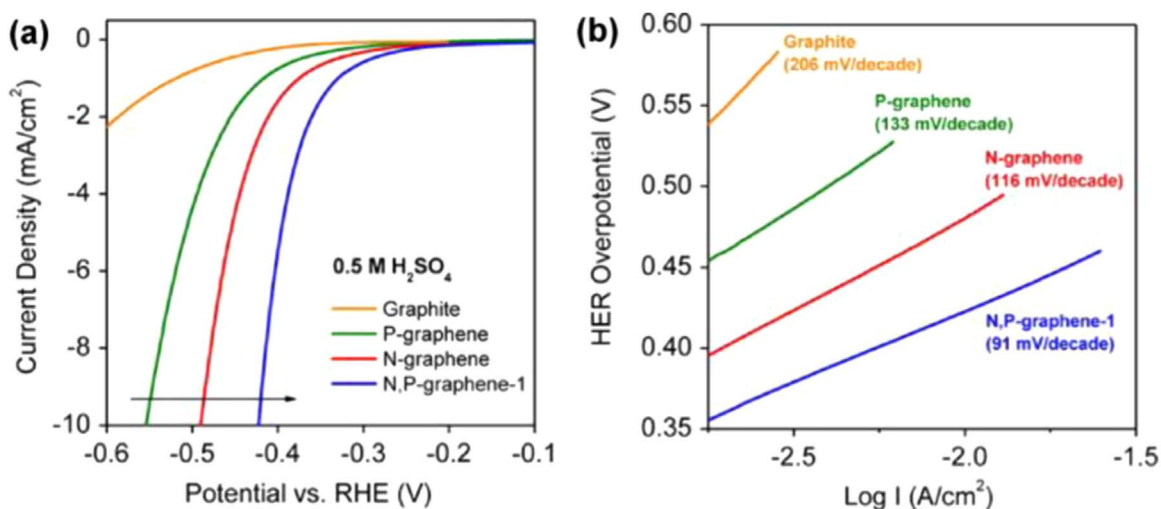 (a)
0
-2
-4
-6
-8
-10
Current Density (mA/cm²)
0.5 M H₂SO₄
Graphite
P-graphene
N-graphene
N,P-graphene-1
-0.6
-0.5
-0.4
-0.3
-0.2
-0.1
Potential vs. RHE (V)
(b)
0.60
0.55
0.50
0.45
0.40
0.35
HER Overpotential (V)
Graphite
(206 mV/decade)
P-graphene
(133 mV/decade)
N-graphene
(116 mV/decade)
N,P-graphene-1
(91 mV/decade)
-2.5
-2.0
-1.5
Log I (A/cm²)